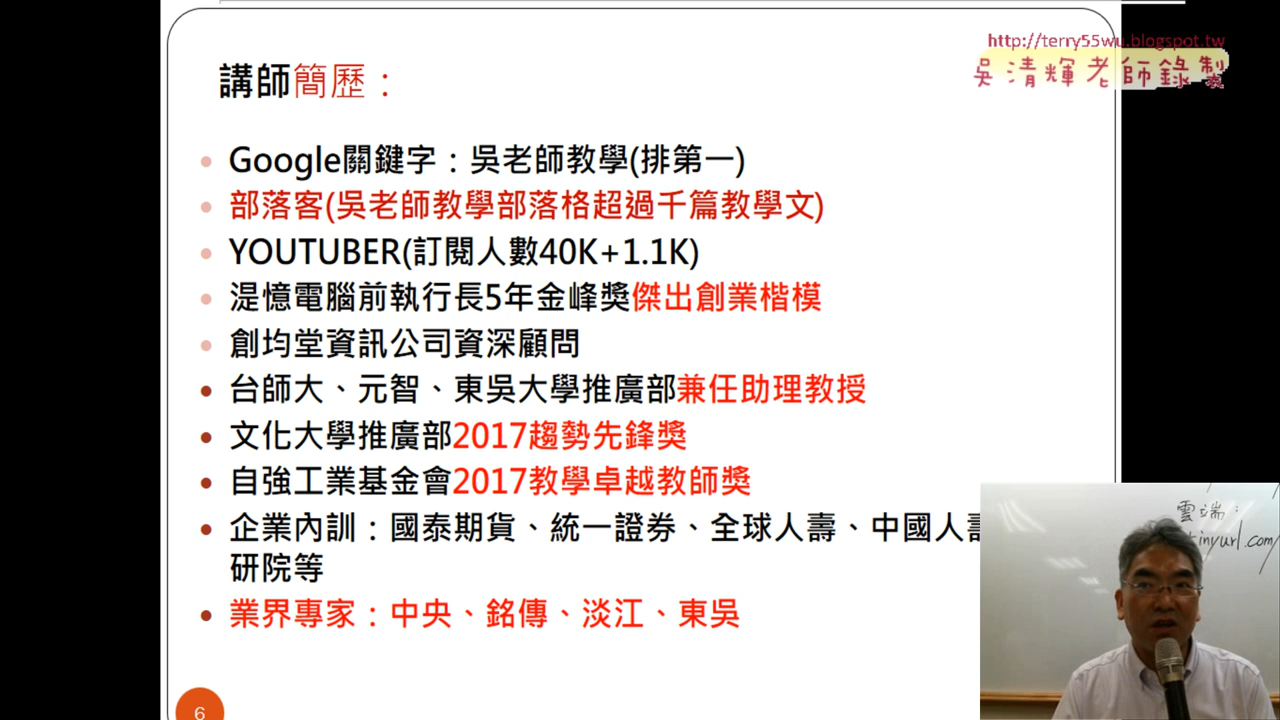 http://terry55wu.blogspot.tw
吳清輝老師錄製
講師簡歷：
Google關鍵字：吳老師教學(排第一)
部落客(吳老師教學部落格超過千篇教學文)
YOUTUBER(訂閱人數40K+1.1K)
湜憶電腦前執行長5年金峰獎傑出創業楷模
創均堂資訊公司資深顧問
台師大、元智、東吳大學推廣部兼任助理教授
文化大學推廣部2017趨勢先鋒獎
自強工業基金會2017教學卓越教師獎
企業內訓：國泰期貨、統一證券、全球人壽、中國人壽
研院等
業界專家：中央、銘傳、淡江、東吳
6
雲端：
tinyurl.com/